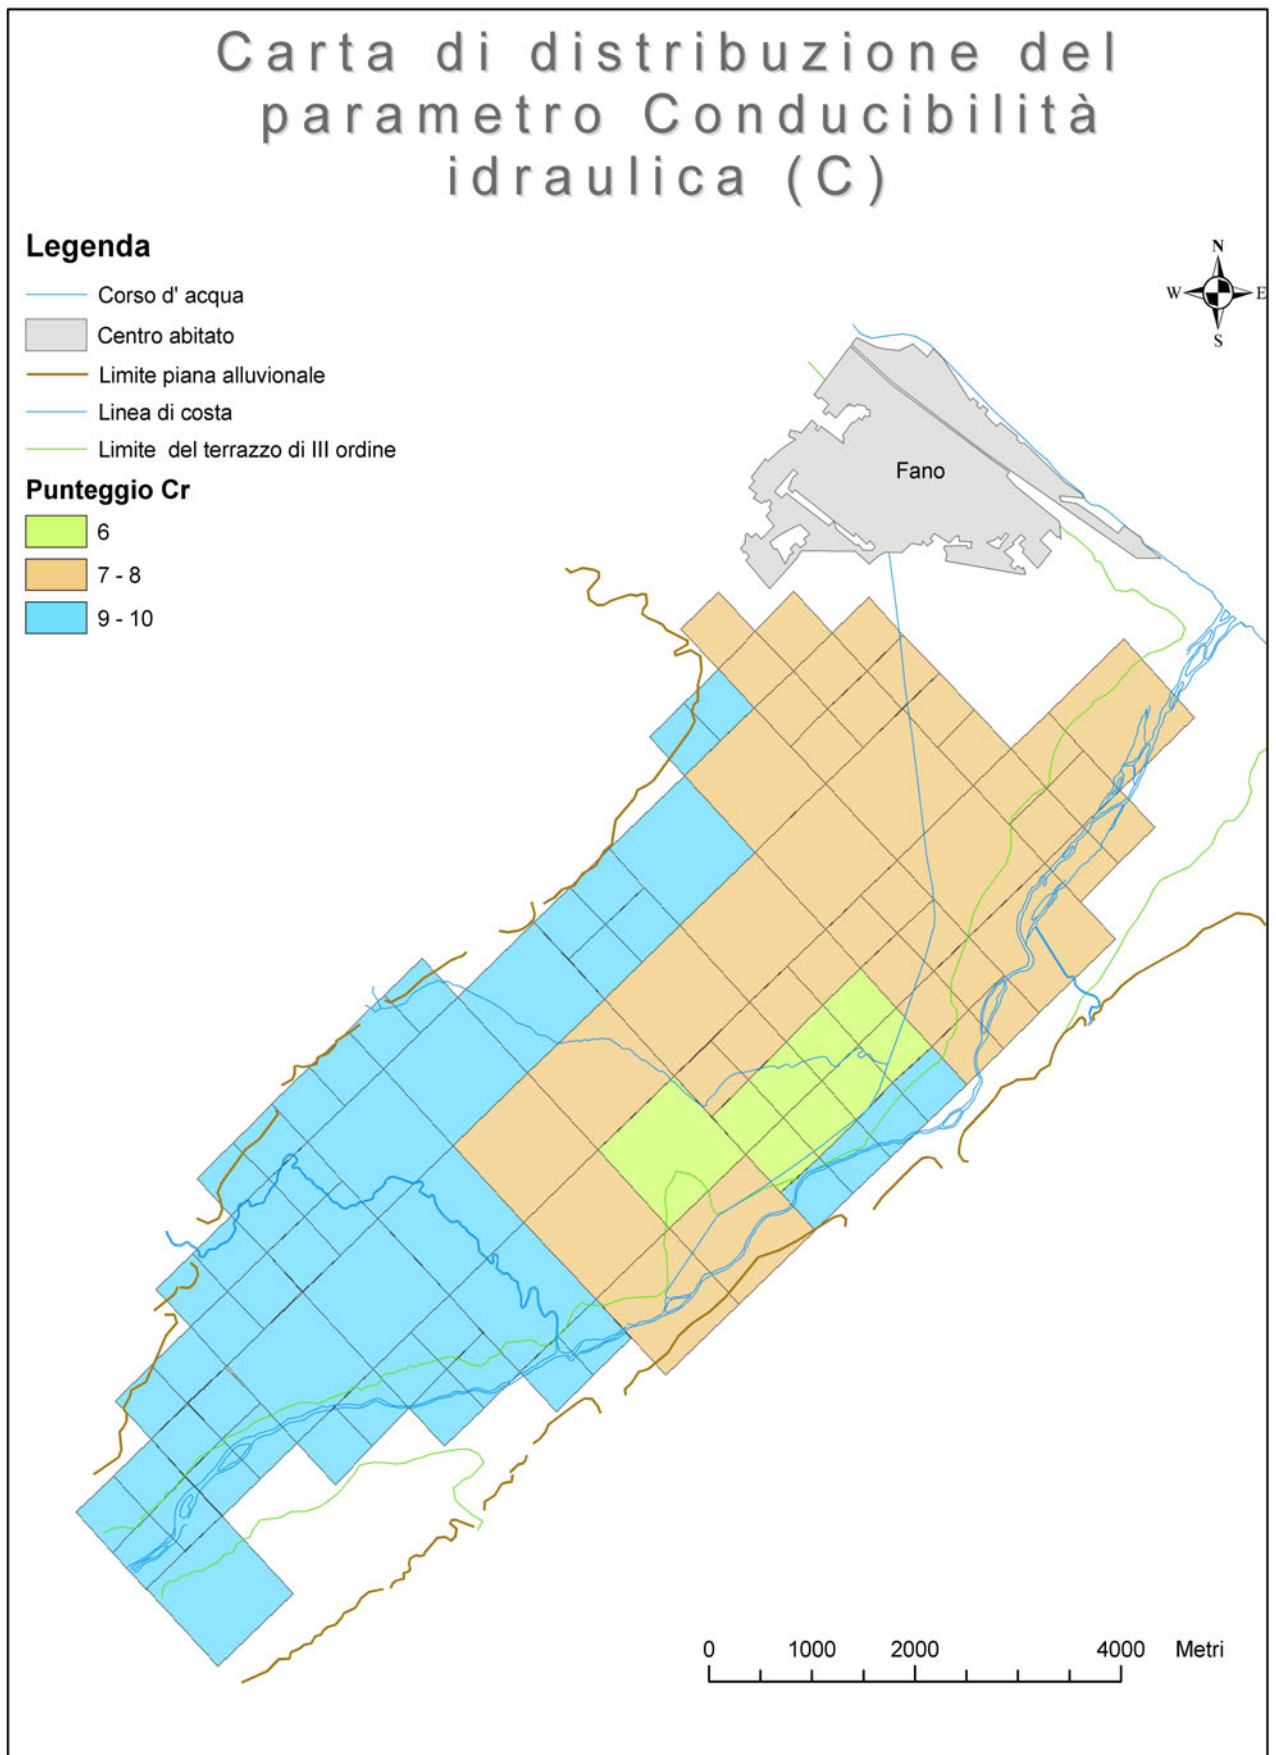 Carta di distribuzione del
parametro Conducibilità
idraulica (C)
Legenda
Corso d' acqua
Centro abitato
Limite piana alluvionale
Linea di costa
Limite del terrazzo di III ordine
Punteggio Cr
6
7 - 8
9 - 10
N
W E
S
Fano
0 1000 2000 4000 Metri